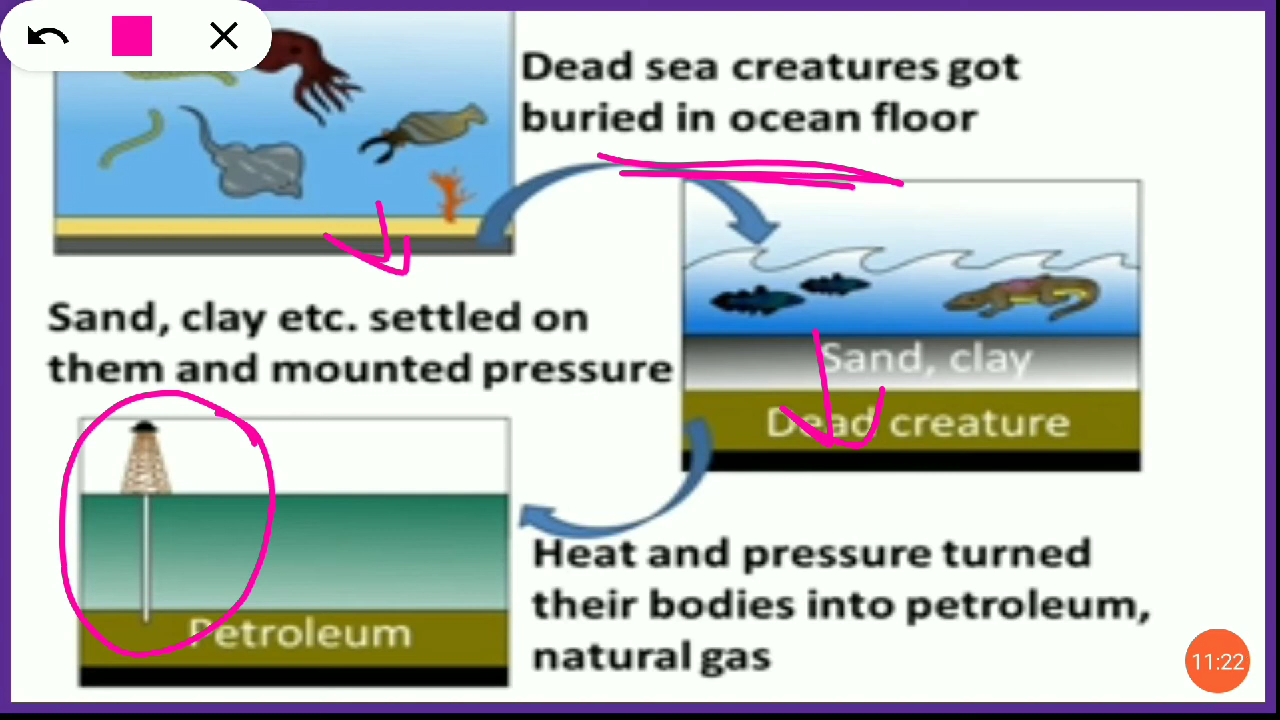 Dead sea creatures got
buried in ocean floor
Sand, clay etc. settled on
them and mounted pressure
Sand, clay
Dead creature
Petroleum
Heat and pressure turned
their bodies into petroleum,
natural gas
11:22